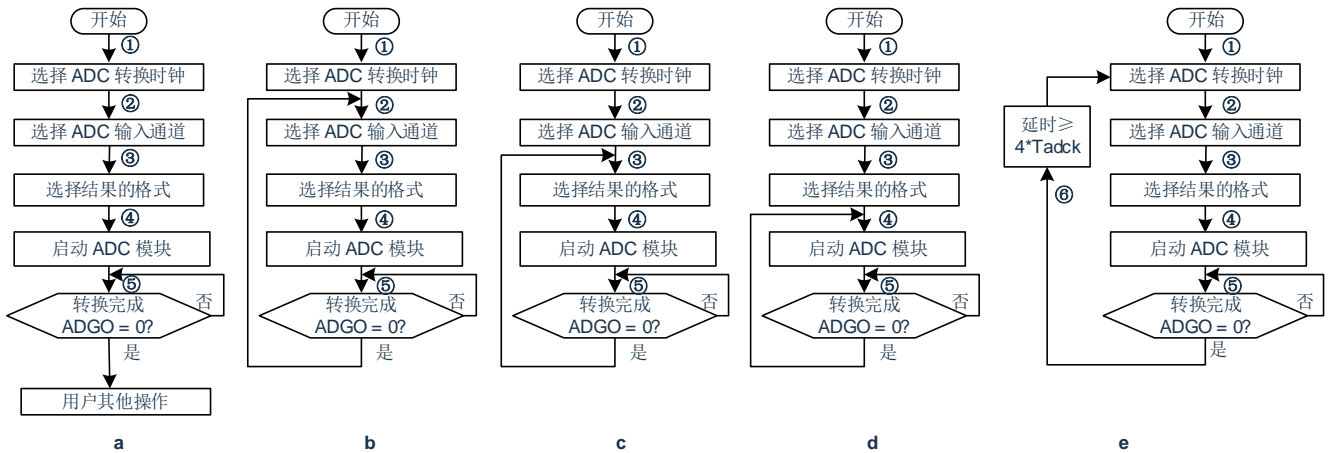 开始
①
选择 ADC 转换时钟
②
选择 ADC 输入通道
③
选择结果的格式
④
启动 ADC 模块
⑤
转换完成
ADGO = 0?
否
是
用户其他操作
a
开始
①
选择 ADC 转换时钟
②
选择 ADC 输入通道
③
选择结果的格式
④
启动 ADC 模块
⑤
转换完成
ADGO = 0?
否
是
b
开始
①
选择 ADC 转换时钟
②
选择 ADC 输入通道
③
选择结果的格式
④
启动 ADC 模块
⑤
转换完成
ADGO = 0?
否
是
c
开始
①
选择 ADC 转换时钟
②
选择 ADC 输入通道
③
选择结果的格式
④
启动 ADC 模块
⑤
转换完成
ADGO = 0?
否
是
d
开始
①
选择 ADC 转换时钟
②
选择 ADC 输入通道
③
选择结果的格式
④
启动 ADC 模块
⑤
转换完成
ADGO = 0?
否
是
⑥
延时≥
4*Tadck
e